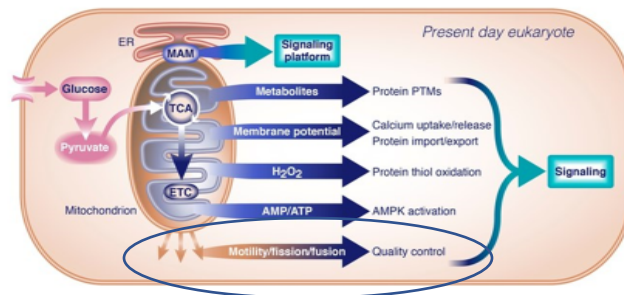 ER
MAM
Signaling
platform
Present day eukaryote
Glucose
Pyruvate
TCA
Metabolites
Protein PTMs
Membrane potential
Calcium uptake/release
Protein import/export
H₂O₂
Protein thiol oxidation
Signaling
ETC
Mitochondrion
AMP/ATP
AMPK activation
Motility/fission/fusion
Quality control